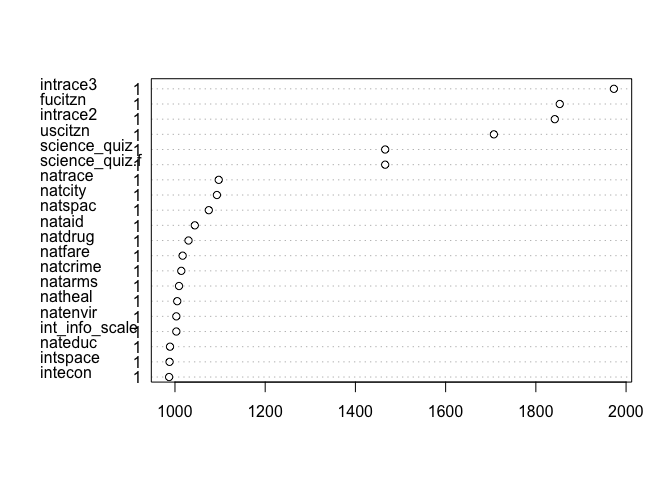 intrace3 1
fucitzn 1
intrace2 1
uscitzn 1
science_quiz 1
science_quiz.f 1
natrace 1
natcity 1
natspac 1
nataid 1
natdrug 1
natfare 1
natcrime 1
natarms 1
natheal 1
natenvir 1
int_info_scale 1
nateduc 1
intspace 1
intecon 1
1000 1200 1400 1600 1800 2000